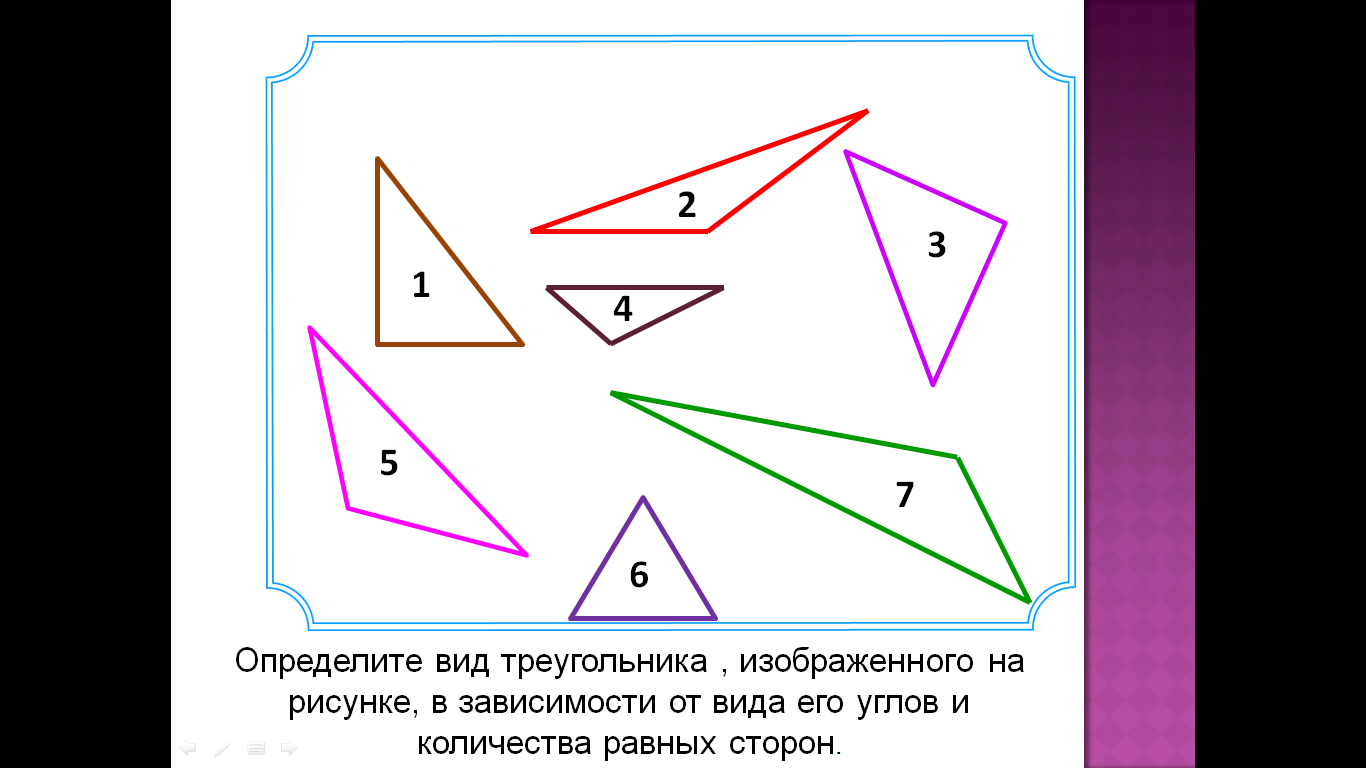 2
1
3
4
5
7
6
Определите вид треугольника , изображенного на
рисунке, в зависимости от вида его углов и
количества равных сторон.